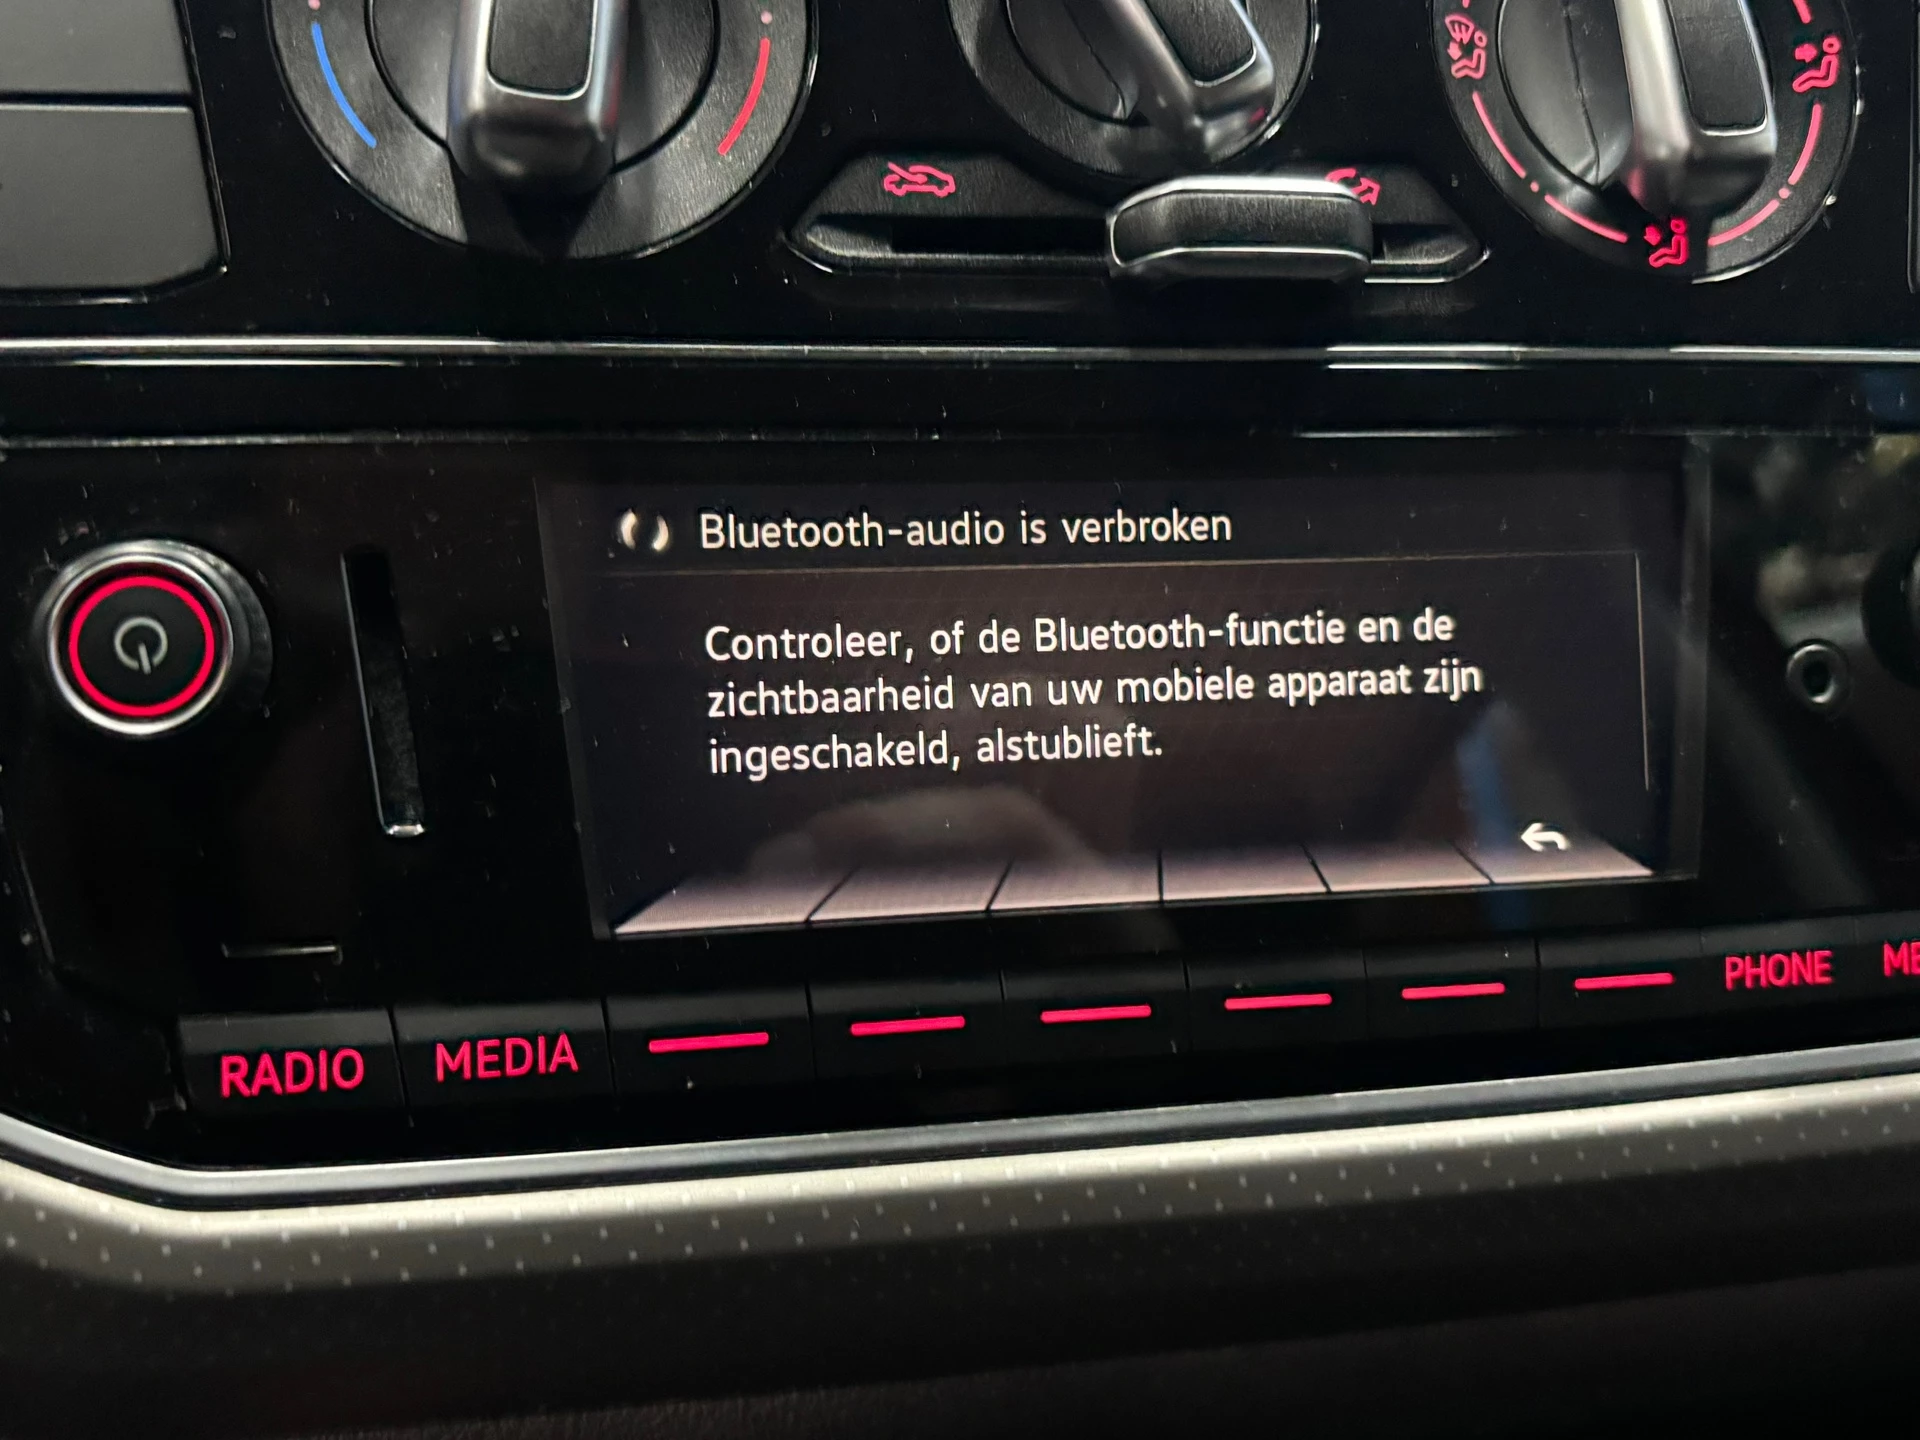 Bluetooth-audio is verbroken
Controleer, of de Bluetooth-functie en de
zichtbaarheid van uw mobiele apparaat zijn
ingeschakeld, alstublieft.
RADIO
MEDIA
PHONE